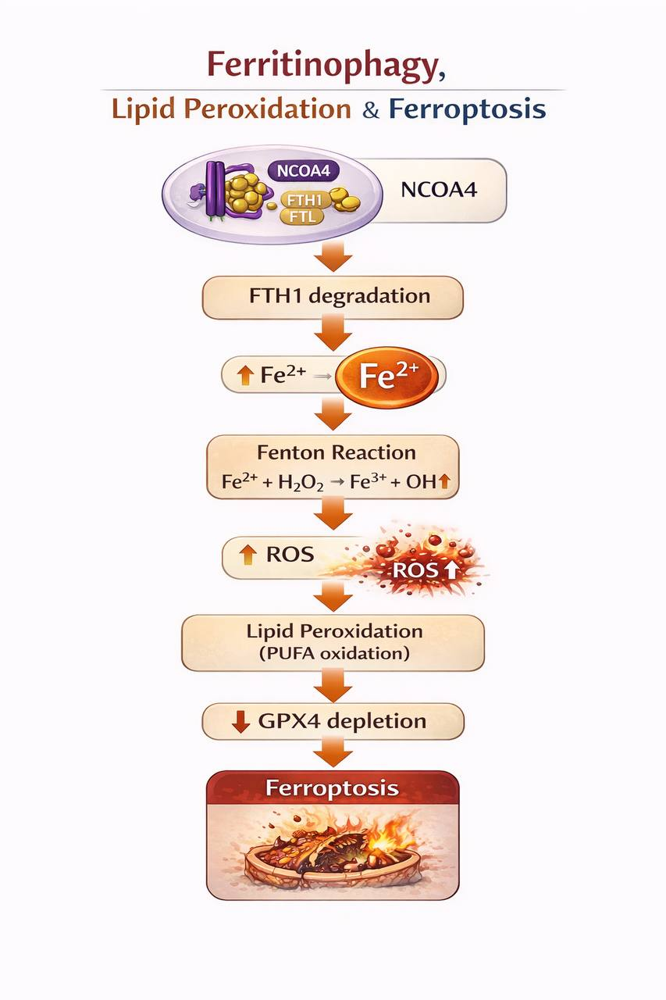 Ferritinophagy,
Lipid Peroxidation & Ferroptosis
NCOA4
FTH1
FTL
NCOA4
FTH1 degradation
↑ Fe²⁺ → Fe²⁺
Fenton Reaction
Fe²⁺ + H₂O₂ → Fe³⁺ + OH↑
↑ ROS
ROS ↑
Lipid Peroxidation
(PUFA oxidation)
↓ GPX4 depletion
Ferroptosis